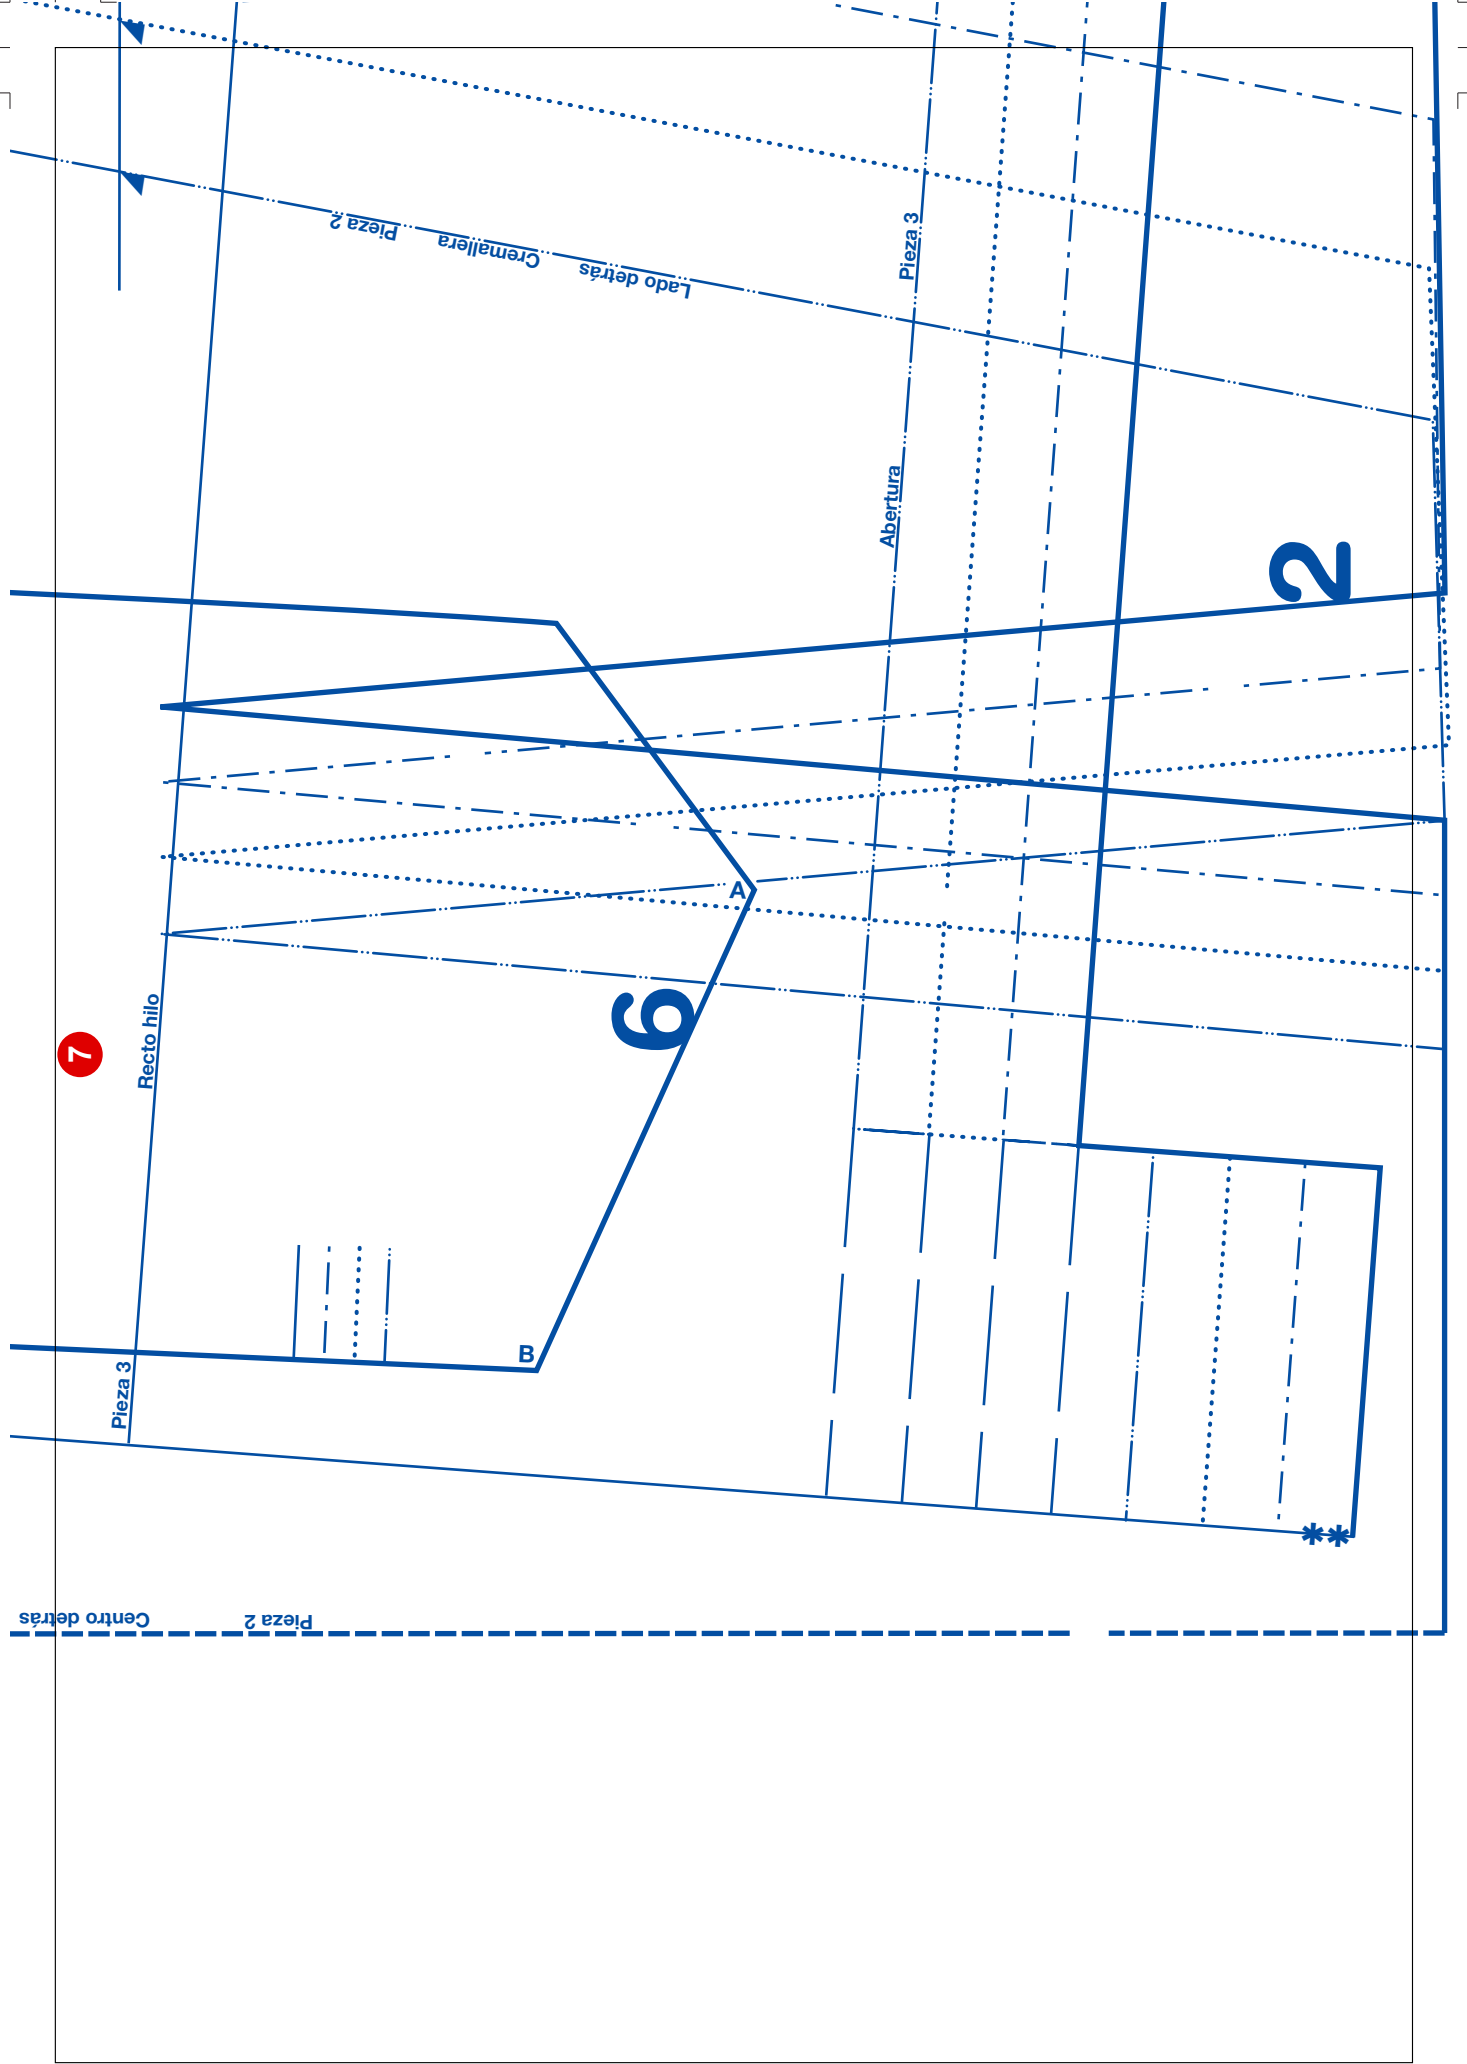 Pieza 2
Cremallera
Lado detrás
Pieza 3
Abertura
2
A
6
Recto hilo
7
B
Pieza 3
**
Centro detrás
Pieza 2